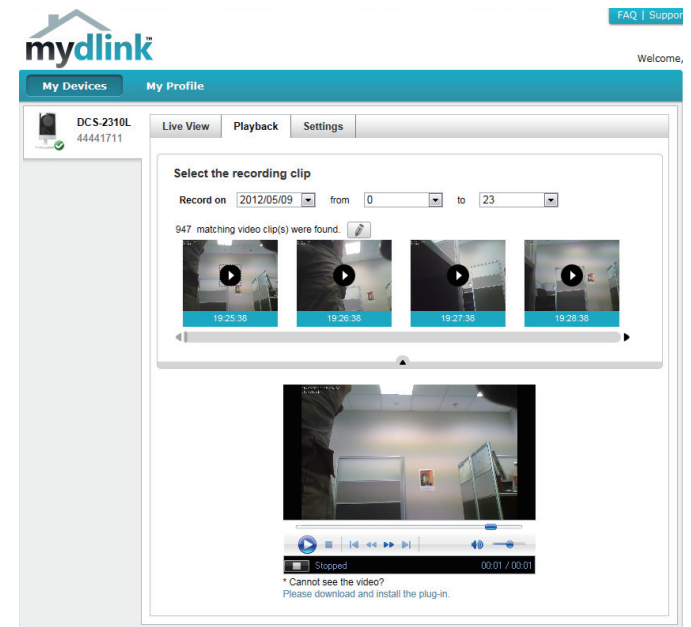 FAQ | Suppor
mydlink
Welcome,
My Devices My Profile
DCS-2310L
44441711
Live View Playback Settings
Select the recording clip
Record on 2012/05/09 from 0 to 23
947 matching video clip(s) were found.
19:25:38 19:26:38 19:27:38 19:28:38
Stopped 00:01 / 00:01
* Cannot see the video?
Please download and install the plug-in.